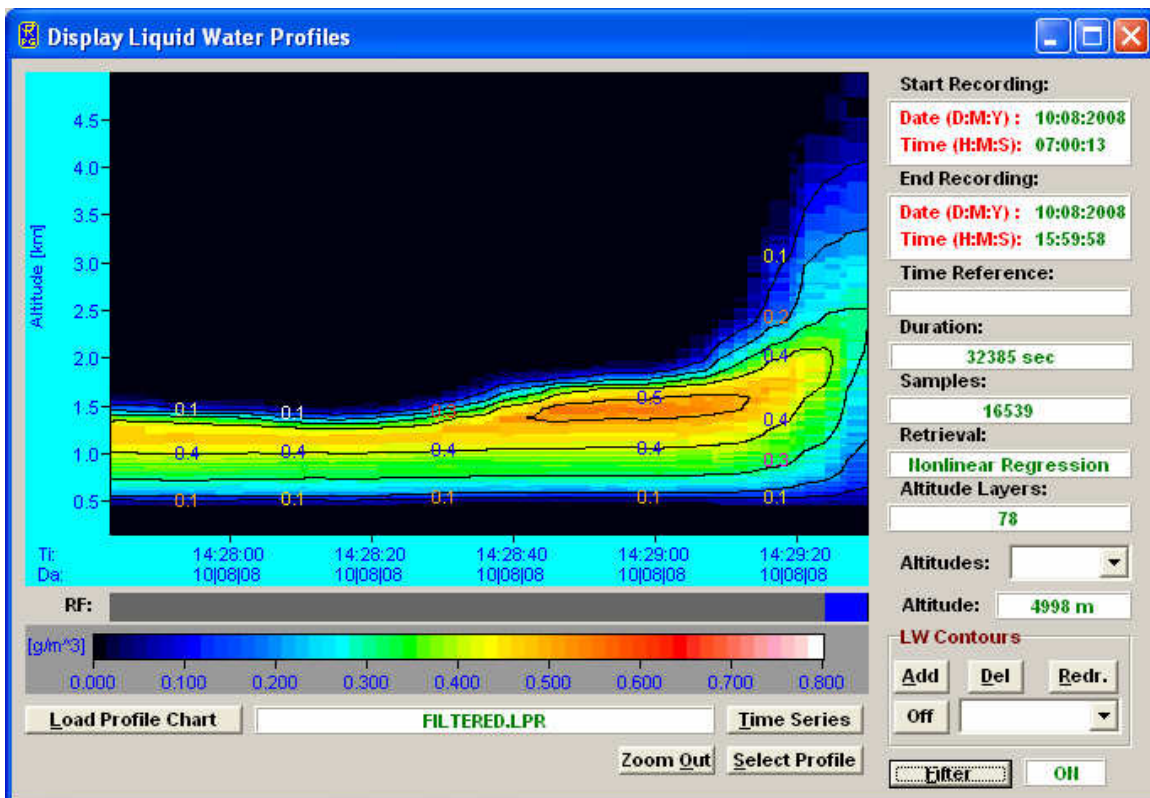 Display Liquid Water Profiles
Start Recording:
Date (D:M:Y) : 10:08:2008
Time (H:M:S): 07:00:13
End Recording:
Date (D:M:Y) : 10:08:2008
Time (H:M:S): 15:59:58
Time Reference:
Duration:
32385 sec
Samples:
16539
Retrieval:
Nonlinear Regression
Altitude Layers:
78
Altitudes:
Altitude: 4998 m
LW Contours
Add Del Redr.
Off
Filter ON
Altitude [km]
4.5
4.0
3.5
3.0
2.5
2.0
1.5
1.0
0.5
0.1
0.2
0.4
0.5
0.1 0.1 0.3
0.4
0.4 0.4 0.4 0.4
0.3
0.1 0.1 0.1 0.1 0.1
Ti: 14:28:00 14:28:20 14:28:40 14:29:00 14:29:20
Da: 10|08|08 10|08|08 10|08|08 10|08|08 10|08|08
RF:
[g/m^3]
0.000 0.100 0.200 0.300 0.400 0.500 0.600 0.700 0.800
Load Profile Chart FILTERED.LPR Time Series
Zoom Out Select Profile